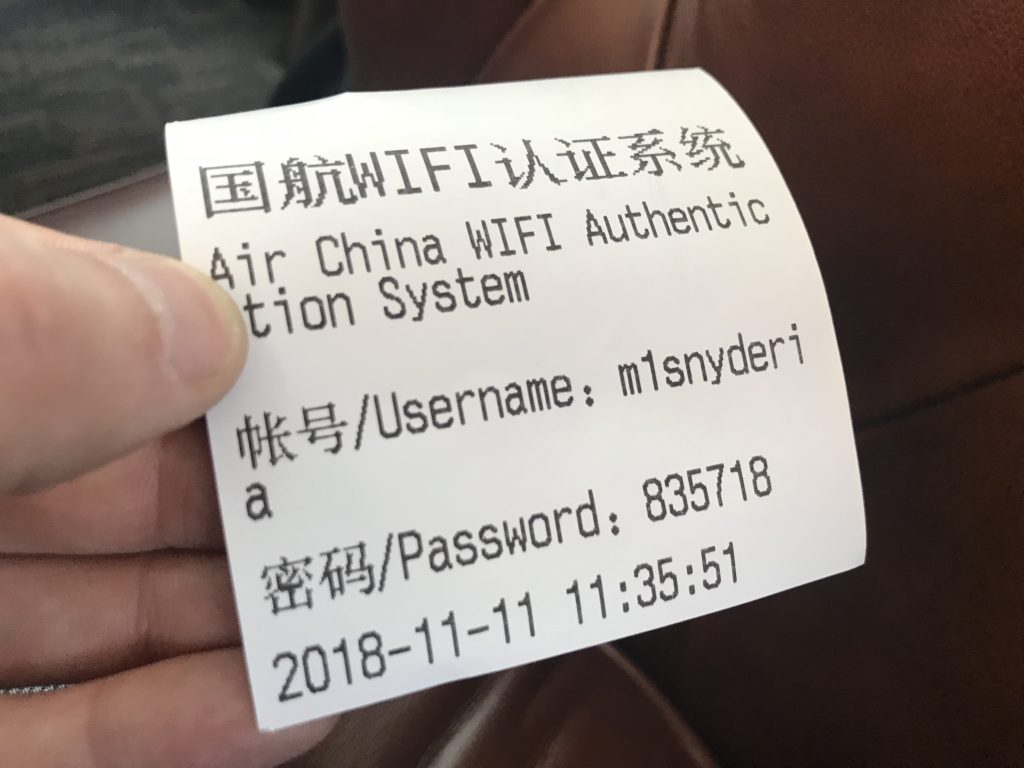 国航WIFI认证系统
Air China WIFI Authentic
tion System
帐号/Username：m1snyderi
a
密码/Password：835718
2018-11-11 11:35:51